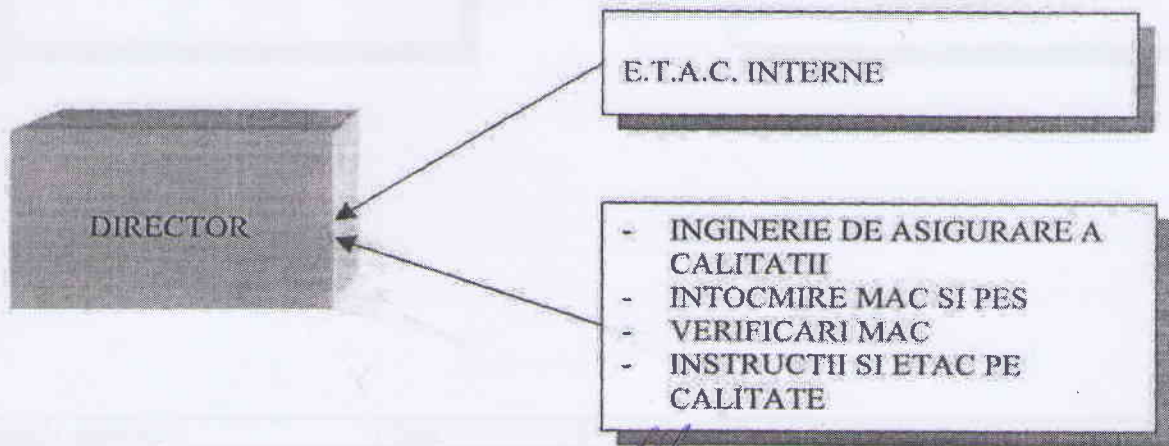 E.T.A.C. INTERNE
DIRECTOR
- INGINERIE DE ASIGURARE A
CALITATII
- INTOCMIRE MAC SI PES
- VERIFICARI MAC
- INSTRUCTII SI ETAC PE
CALITATE